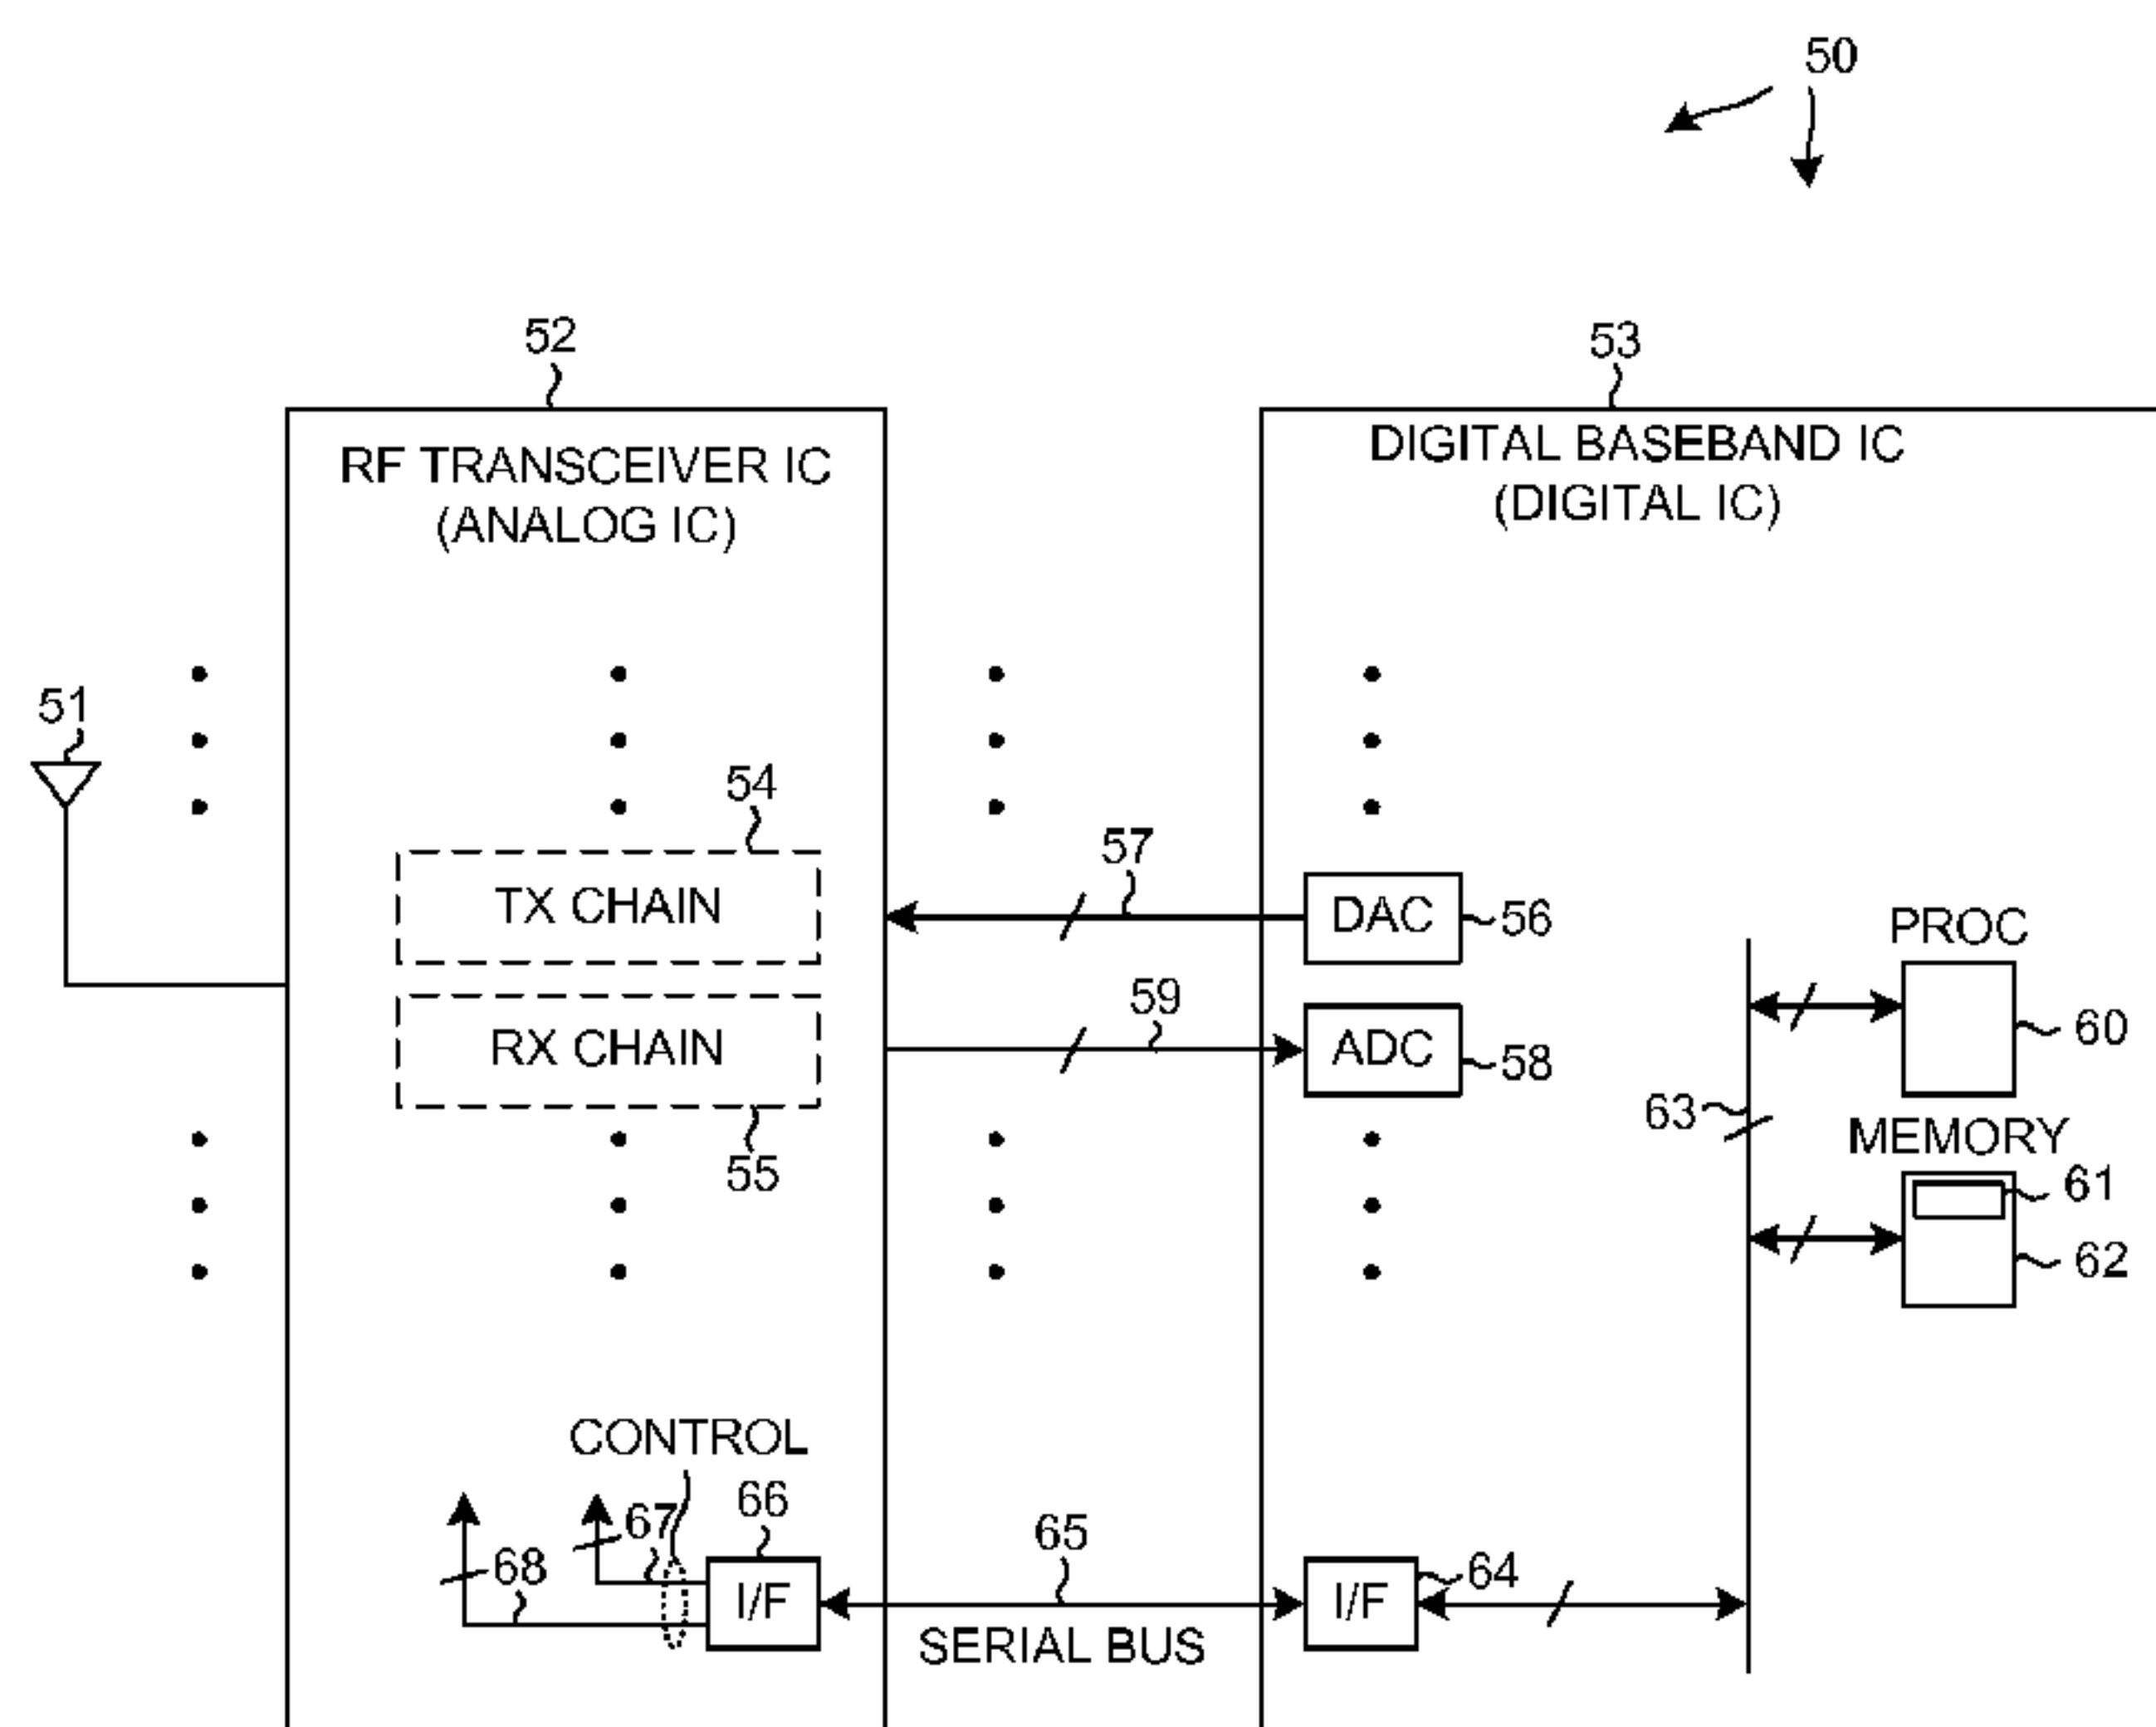 50
52
53
RF TRANSCEIVER IC
(ANALOG IC)
DIGITAL BASEBAND IC
(DIGITAL IC)
51
54
TX CHAIN
57
DAC
56
PROC
60
RX CHAIN
55
59
ADC
58
63
MEMORY
61
62
CONTROL
66
67
68
I/F
65
SERIAL BUS
I/F
64